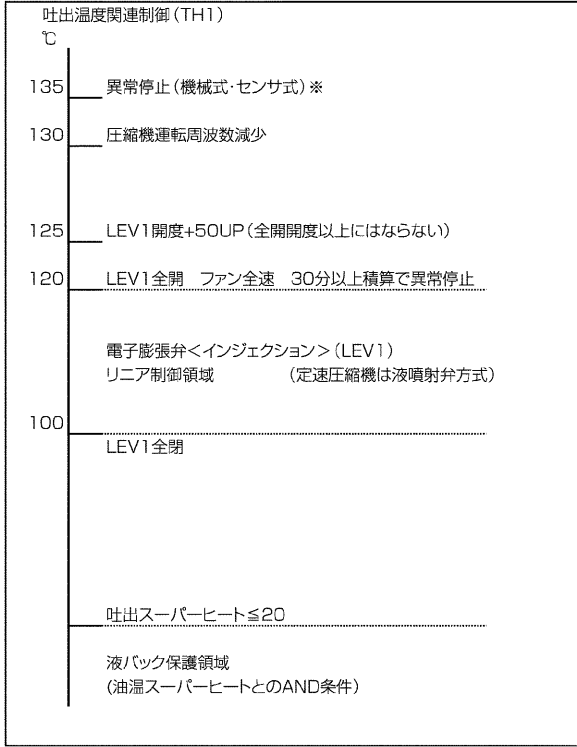 吐出温度関連制御(TH1)
℃
135 異常停止(機械式・センサ式)※
130 圧縮機運転周波数減少
125 LEV1開度+50UP(全開開度以上にはならない)
120 LEV1全開 ファン全速 30分以上積算で異常停止
電子膨張弁<インジェクション>(LEV1)
リニア制御領域 (定速圧縮機は液噴射弁方式)
100
LEV1全閉
吐出スーパーヒート≦20
液バック保護領域
(油温スーパーヒートとのAND条件)